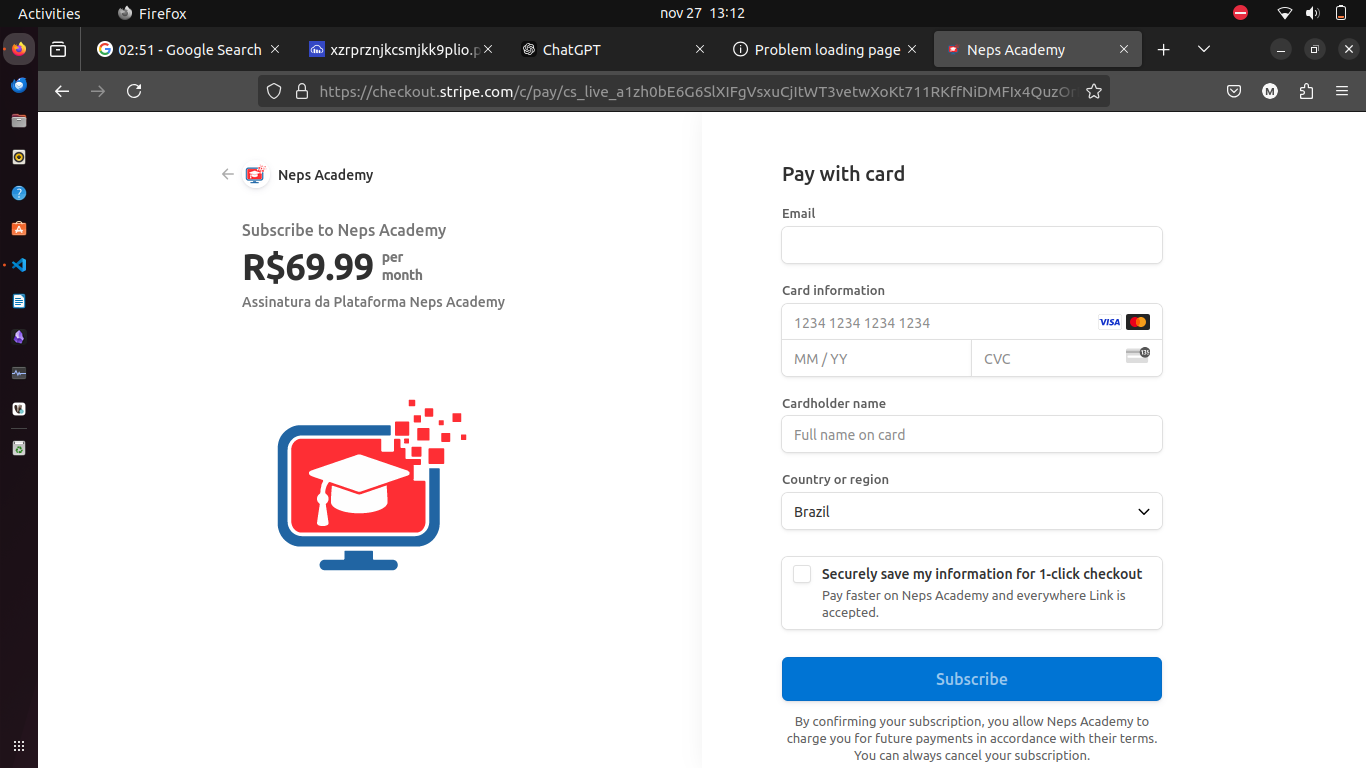 Activities
Firefox
nov 27 13:12
02:51 - Google Search
xzrprznjkcsmjkk9plio.p
ChatGPT
Problem loading page
Neps Academy
https://checkout.stripe.com/c/pay/cs_live_a1zh0bE6G6SlXIFgVsxuCjItWT3vetwXoKt711RKffNiDMFIx4QuzOr
M
Neps Academy
Subscribe to Neps Academy
R$69.99 per month
Assinatura da Plataforma Neps Academy
Pay with card
Email
Card information
1234 1234 1234 1234
VISA
MM / YY
CVC
135
Cardholder name
Full name on card
Country or region
Brazil
Securely save my information for 1-click checkout
Pay faster on Neps Academy and everywhere Link is
accepted.
Subscribe
By confirming your subscription, you allow Neps Academy to
charge you for future payments in accordance with their terms.
You can always cancel your subscription.